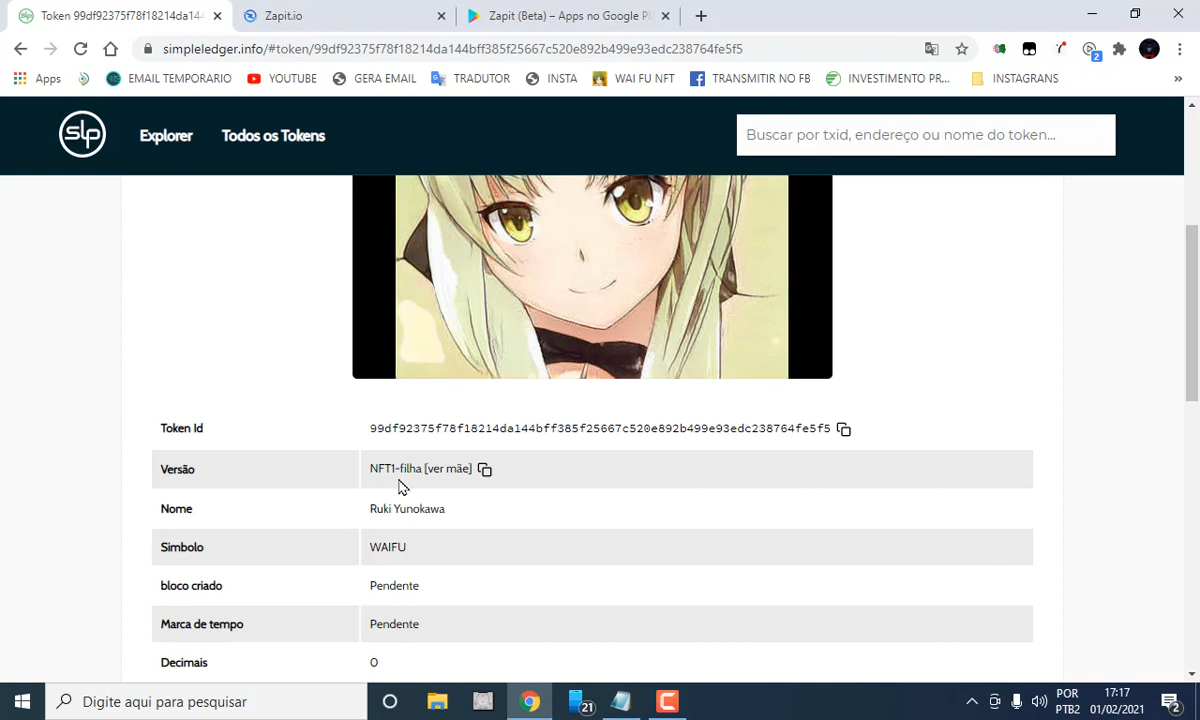 Token 99df92375f78f18214da144
Zapit.io
Zapit (Beta) – Apps no Google Pl
simpleledger.info/#token/99df92375f78f18214da144bff385f25667c520e892b499e93edc238764fe5f5
2
Apps
EMAIL TEMPORARIO
YOUTUBE
GERA EMAIL
TRADUTOR
INSTA
WAI FU NFT
TRANSMITIR NO FB
INVESTIMENTO PR...
INSTAGRANS
»
slp
Explorer
Todos os Tokens
Buscar por txid, endereço ou nome do token...
Token Id
99df92375f78f18214da144bff385f25667c520e892b499e93edc238764fe5f5
Versão
NFT1-filha [ver mãe]
Nome
Ruki Yunokawa
Simbolo
WAIFU
bloco criado
Pendente
Marca de tempo
Pendente
Decimais
0
Digite aqui para pesquisar
21
POR
PTB2
17:17
01/02/2021
2